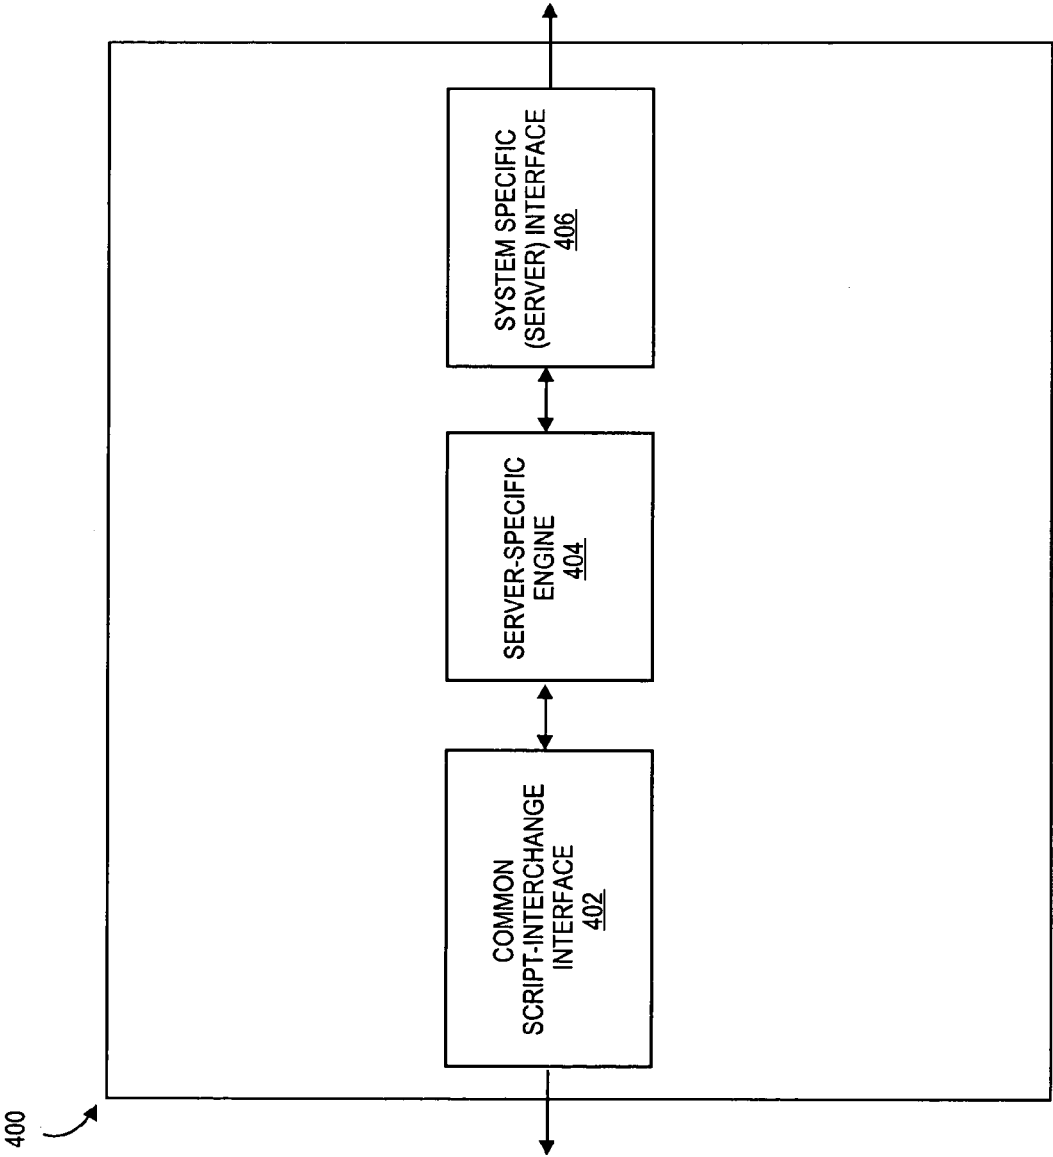 400
COMMON
SCRIPT-INTERCHANGE
INTERFACE
402
SERVER-SPECIFIC
ENGINE
404
SYSTEM SPECIFIC
(SERVER) INTERFACE
406